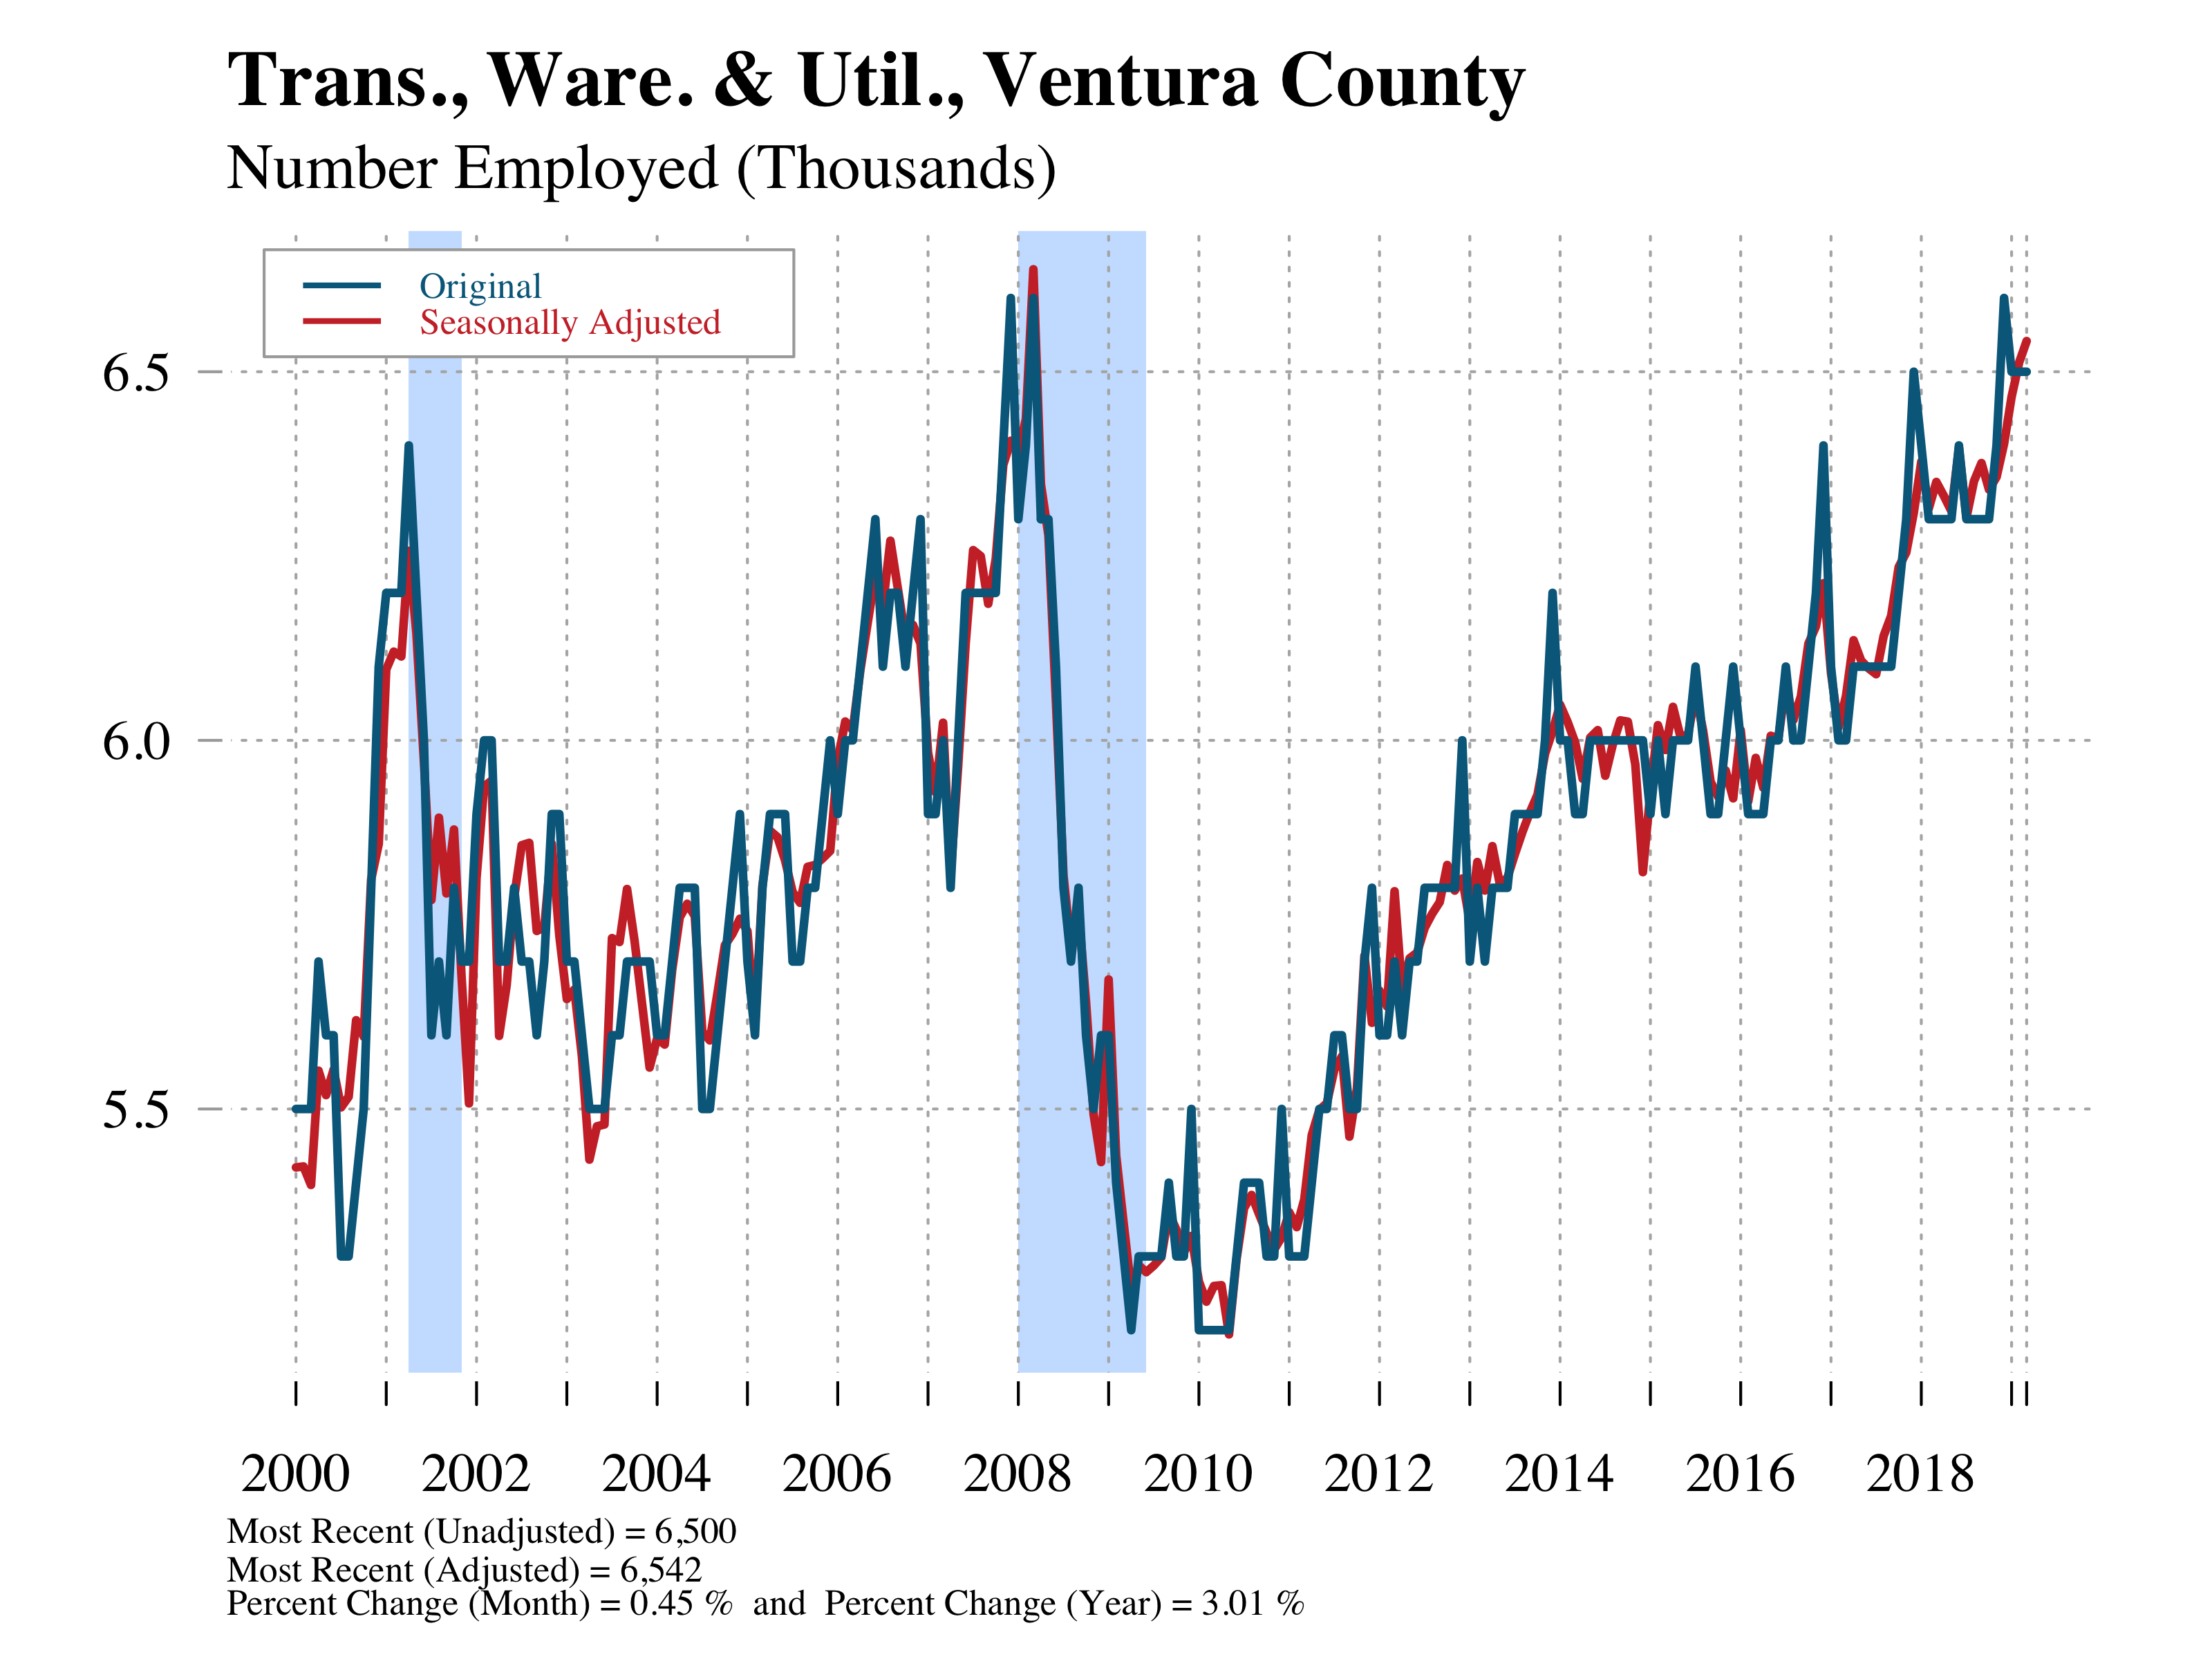 Trans., Ware. & Util., Ventura County
Number Employed (Thousands)
Original
Seasonally Adjusted
6.5
6.0
5.5
2000 2002 2004 2006 2008 2010 2012 2014 2016 2018
Most Recent (Unadjusted) = 6,500
Most Recent (Adjusted) = 6,542
Percent Change (Month) = 0.45 % and Percent Change (Year) = 3.01 %